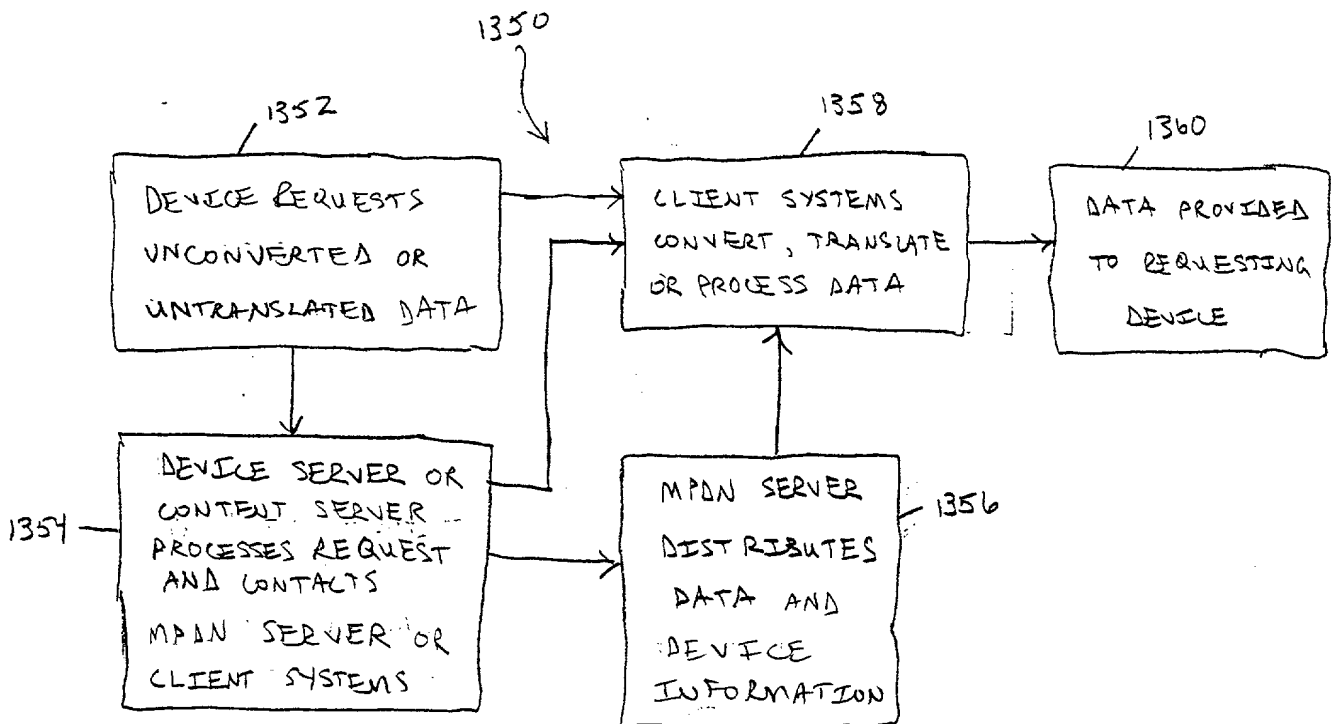 1350
1352
DEVICE REQUESTS
UNCONVERTED OR
UNTRANSLATED DATA
1358
CLIENT SYSTEMS
CONVERT, TRANSLATE
OR PROCESS DATA
1360
DATA PROVIDED
TO REQUESTING
DEVICE
1354
DEVICE SERVER OR
CONTENT SERVER
PROCESSES REQUEST
AND CONTACTS
MPDN SERVER OR
CLIENT SYSTEMS
1356
MPDN SERVER
DISTRIBUTES
DATA AND
DEVICE
INFORMATION